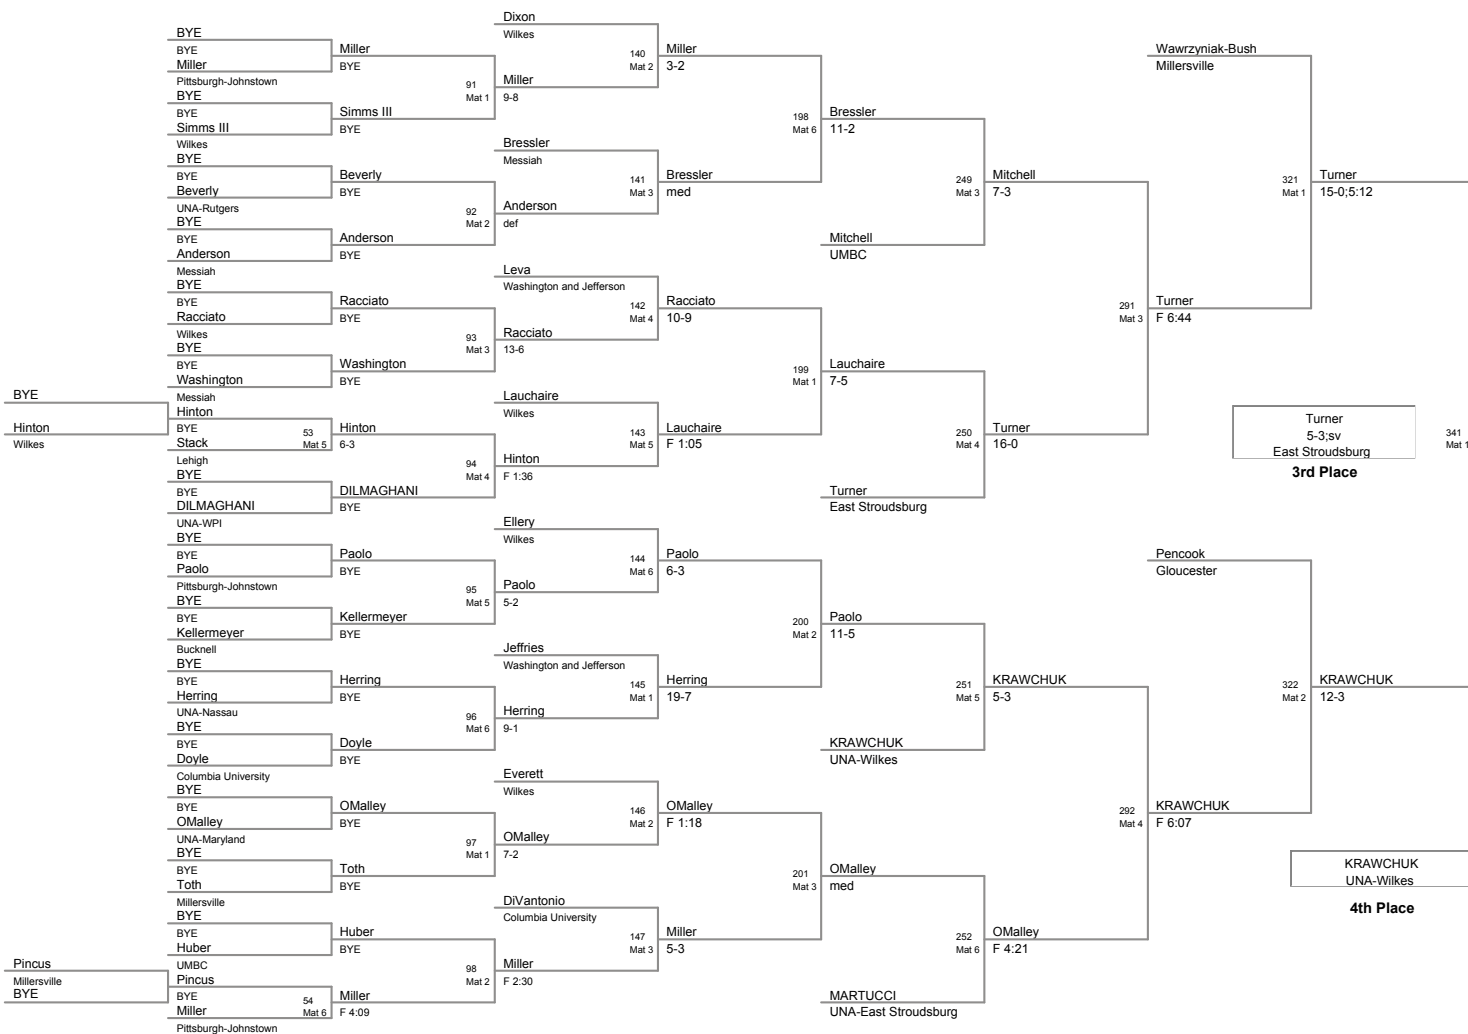 BYE
Hinton
Wilkes
Pincus
Millersville
BYE
BYE
BYE
Miller
Pittsburgh-Johnstown
BYE
BYE
Simms III
Wilkes
BYE
BYE
Beverly
UNA-Rutgers
BYE
BYE
Anderson
Messiah
BYE
BYE
Racciato
Wilkes
BYE
BYE
Washington
Messiah
Hinton
BYE
Stack
Lehigh
BYE
BYE
DILMAGHANI
UNA-WPI
BYE
BYE
Paolo
Pittsburgh-Johnstown
BYE
BYE
Kellermeyer
Bucknell
BYE
BYE
Herring
UNA-Nassau
BYE
BYE
Doyle
Columbia University
BYE
BYE
OMalley
UNA-Maryland
BYE
BYE
Toth
Millersville
BYE
BYE
Huber
UMBC
Pincus
BYE
Miller
Pittsburgh-Johnstown
Miller
BYE
Simms III
BYE
Beverly
BYE
Anderson
BYE
Racciato
BYE
Washington
BYE
53
Mat 5
Hinton
6-3
DILMAGHANI
BYE
Paolo
BYE
Kellermeyer
BYE
Herring
BYE
Doyle
BYE
OMalley
BYE
Toth
BYE
Huber
BYE
54
Mat 6
Miller
F 4:09
Dixon
Wilkes
91
Mat 1
Miller
9-8
Bressler
Messiah
92
Mat 2
Anderson
def
Leva
Washington and Jefferson
93
Mat 3
Racciato
13-6
Lauchaire
Wilkes
94
Mat 4
Hinton
F 1:36
Ellery
Wilkes
95
Mat 5
Paolo
5-2
Jeffries
Washington and Jefferson
96
Mat 6
Herring
9-1
Everett
Wilkes
97
Mat 1
OMalley
7-2
DiVantonio
Columbia University
98
Mat 2
Miller
F 2:30
140
Mat 2
Miller
3-2
141
Mat 3
Bressler
med
142
Mat 4
Racciato
10-9
143
Mat 5
Lauchaire
F 1:05
144
Mat 6
Paolo
6-3
145
Mat 1
Herring
19-7
146
Mat 2
OMalley
F 1:18
147
Mat 3
Miller
5-3
198
Mat 6
Bressler
11-2
Mitchell
UMBC
199
Mat 1
Lauchaire
7-5
Turner
East Stroudsburg
200
Mat 2
Paolo
11-5
KRAWCHUK
UNA-Wilkes
201
Mat 3
OMalley
med
MARTUCCI
UNA-East Stroudsburg
249
Mat 3
Mitchell
7-3
250
Mat 4
Turner
16-0
251
Mat 5
KRAWCHUK
5-3
252
Mat 6
OMalley
F 4:21
Wawrzyniak-Bush
Millersville
291
Mat 3
Turner
F 6:44
Pencook
Gloucester
292
Mat 4
KRAWCHUK
F 6:07
321
Mat 1
Turner
15-0;5:12
322
Mat 2
KRAWCHUK
12-3
Turner
5-3;sv
East Stroudsburg
3rd Place
341
Mat 1
KRAWCHUK
UNA-Wilkes
4th Place